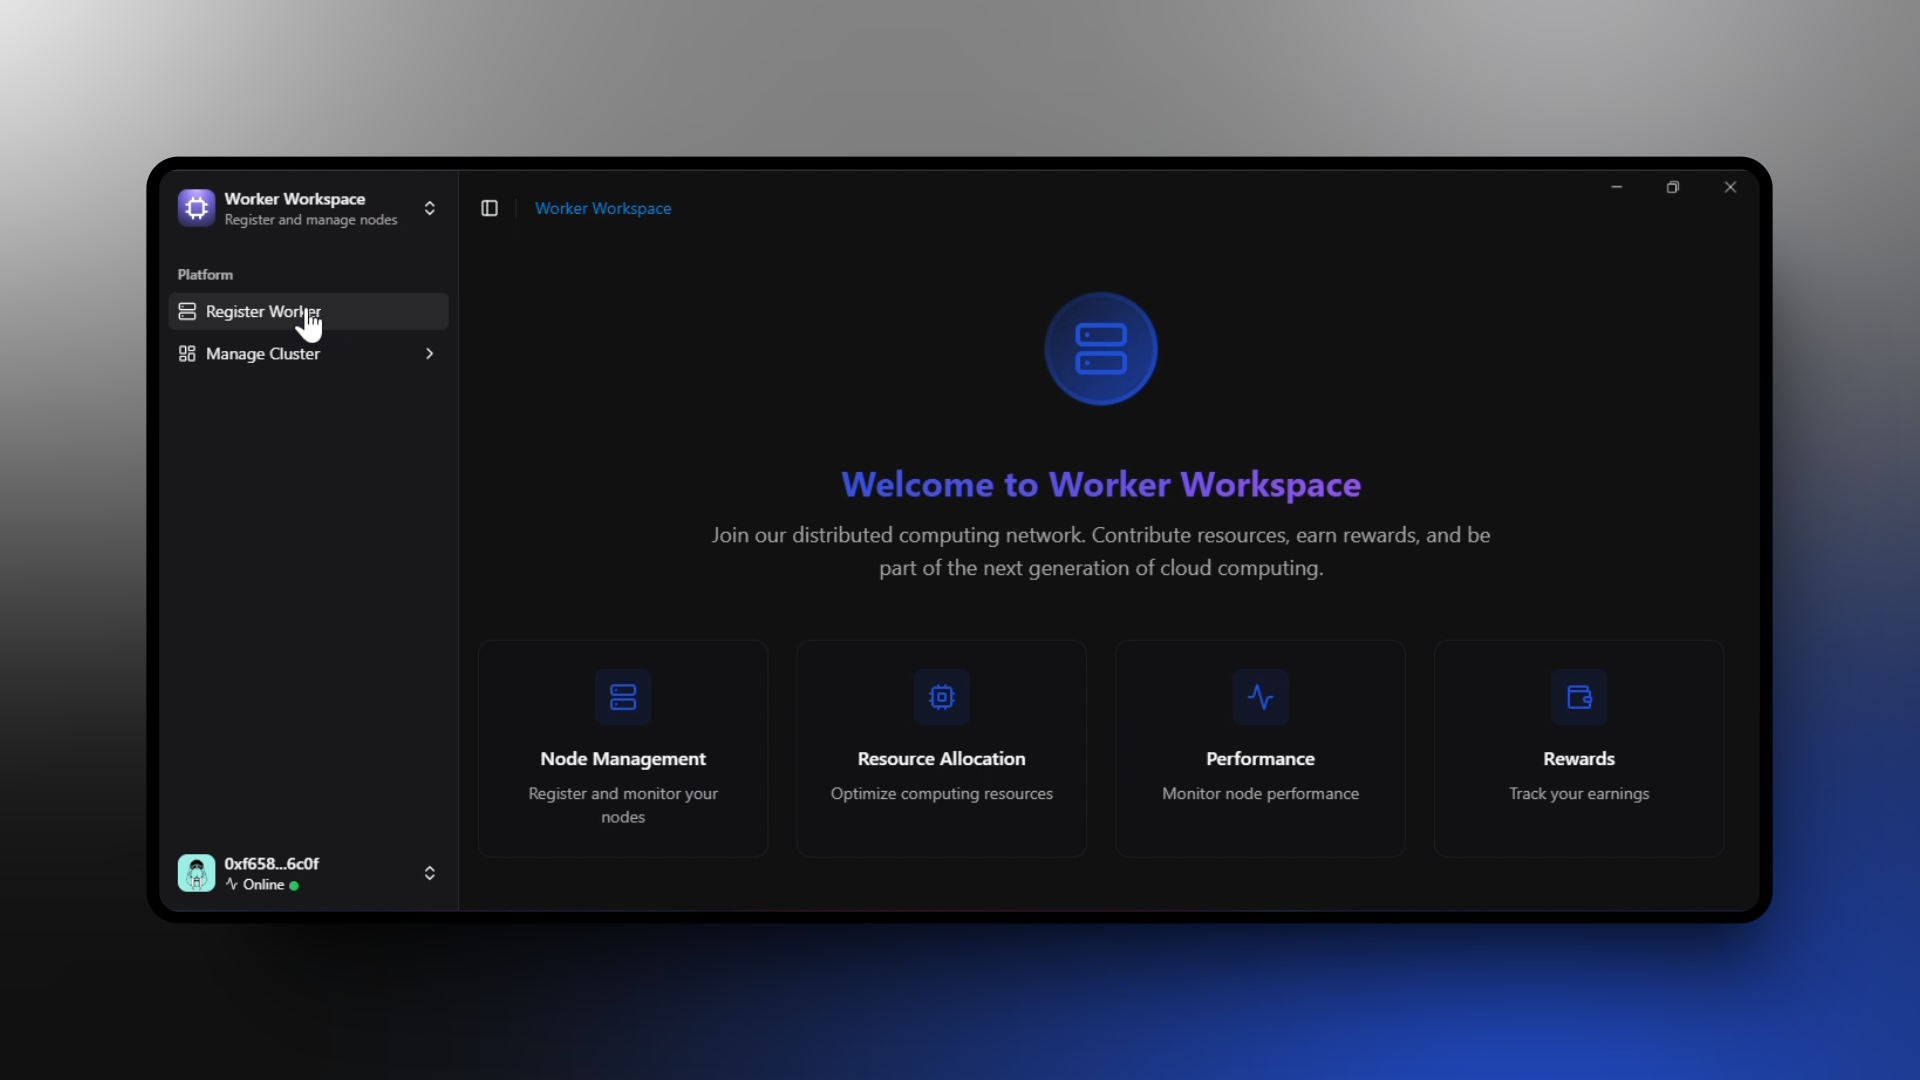 Worker Workspace
Register and manage nodes
Platform
Register Worker
Manage Cluster
0xf658...6c0f
Online
Worker Workspace
Welcome to Worker Workspace
Join our distributed computing network. Contribute resources, earn rewards, and be
part of the next generation of cloud computing.
Node Management
Register and monitor your
nodes
Resource Allocation
Optimize computing resources
Performance
Monitor node performance
Rewards
Track your earnings